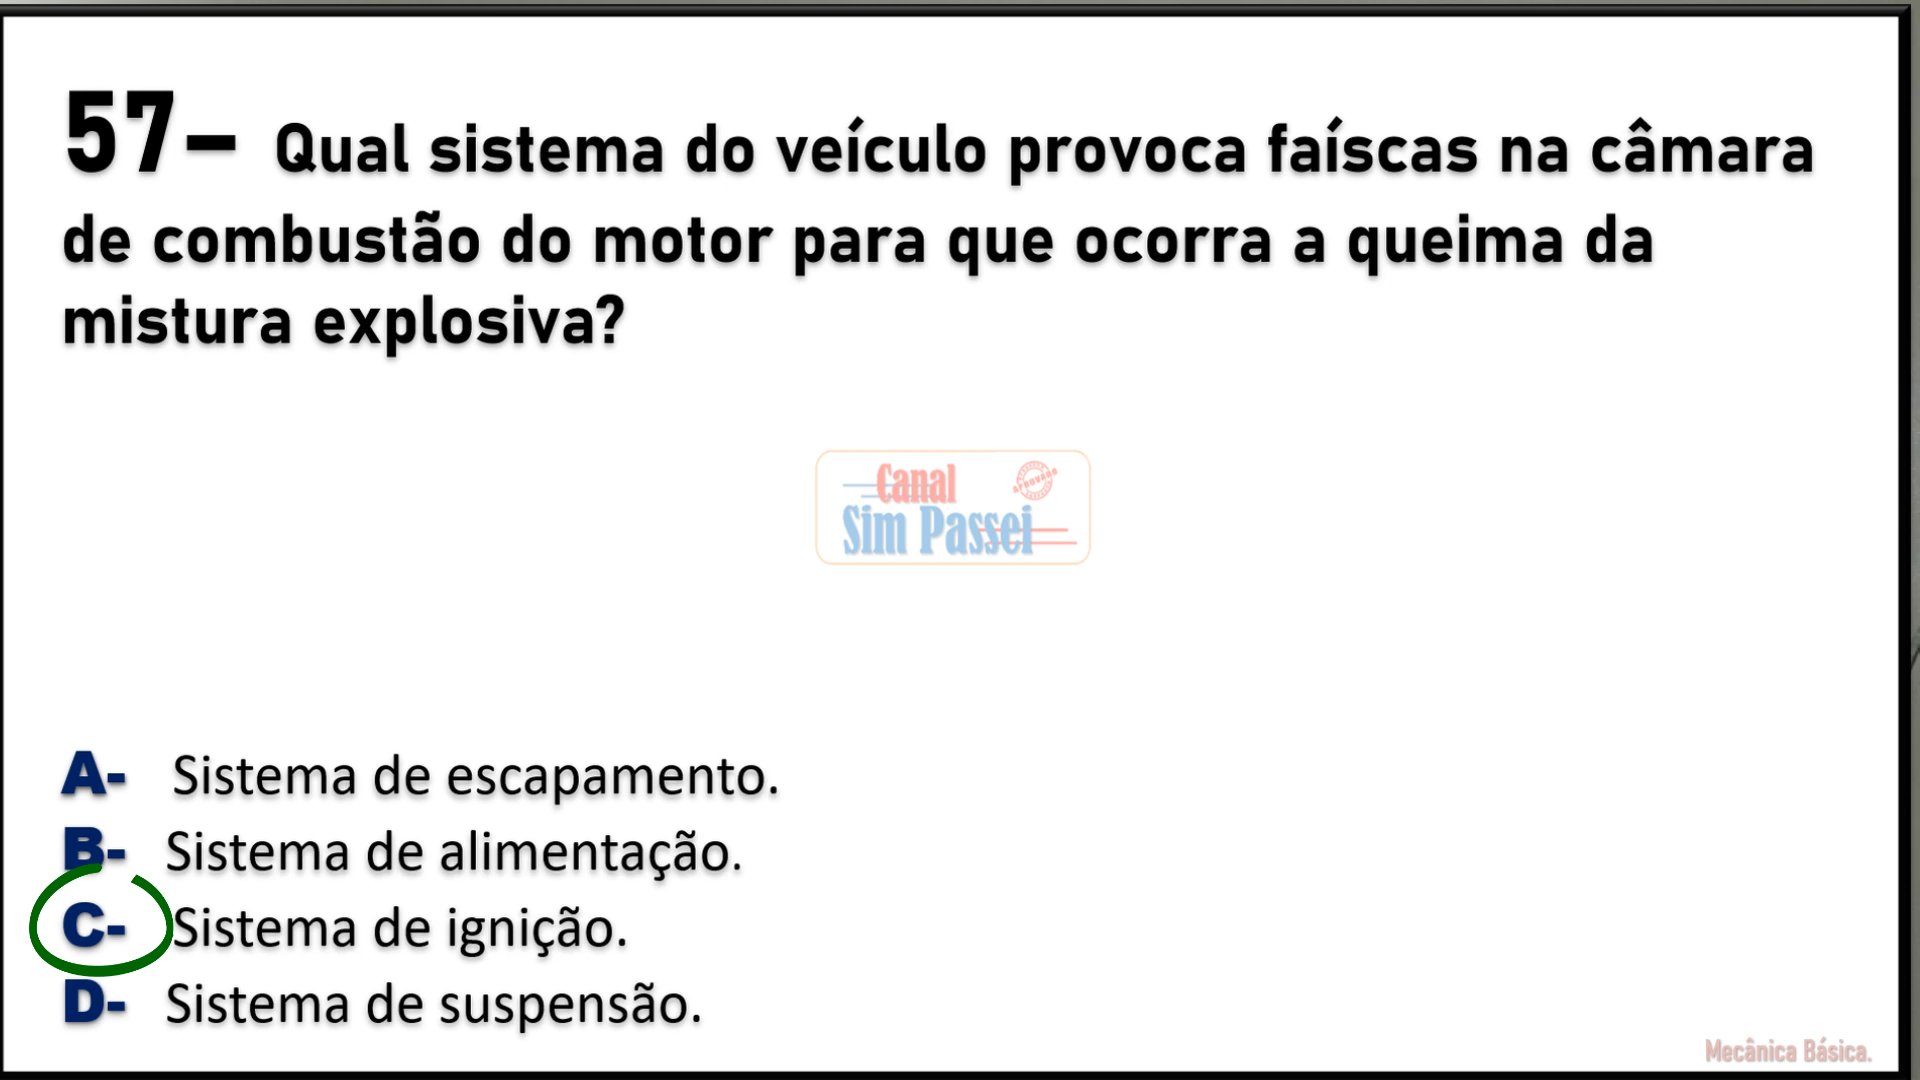 57– Qual sistema do veículo provoca faíscas na câmara
de combustão do motor para que ocorra a queima da
mistura explosiva?
Canal
APROVADO
Sim Passei
A- Sistema de escapamento.
B- Sistema de alimentação.
C- Sistema de ignição.
D- Sistema de suspensão.
Mecânica Básica.